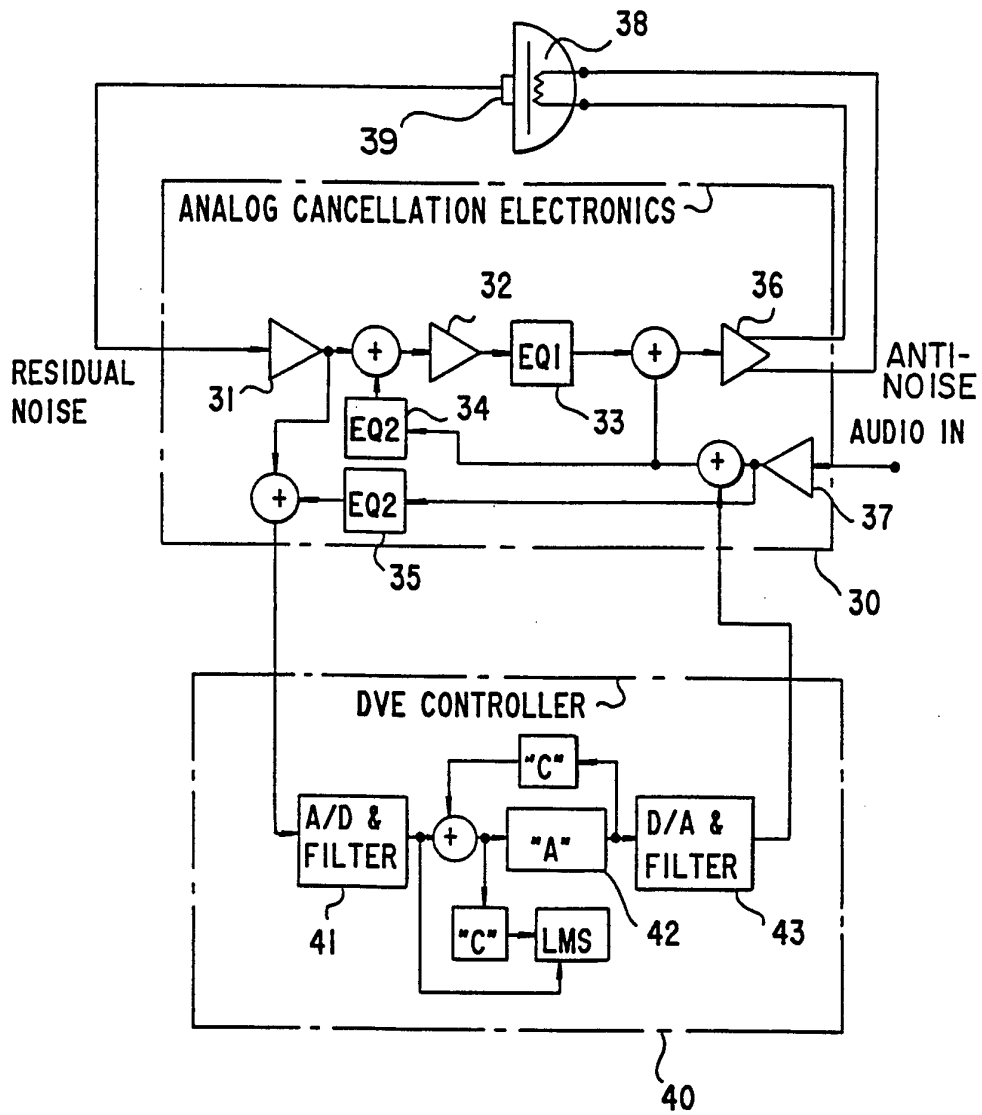 38
39
ANALOG CANCELLATION ELECTRONICS
32
36
+
EQ1
+
RESIDUAL
NOISE
31
34
33
ANTI-
NOISE
EQ2
AUDIO IN
+
+
EQ2
37
35
30
DVE CONTROLLER
"C"
A/D &
FILTER
+
"A"
D/A &
FILTER
41
"C"
LMS
42
43
40